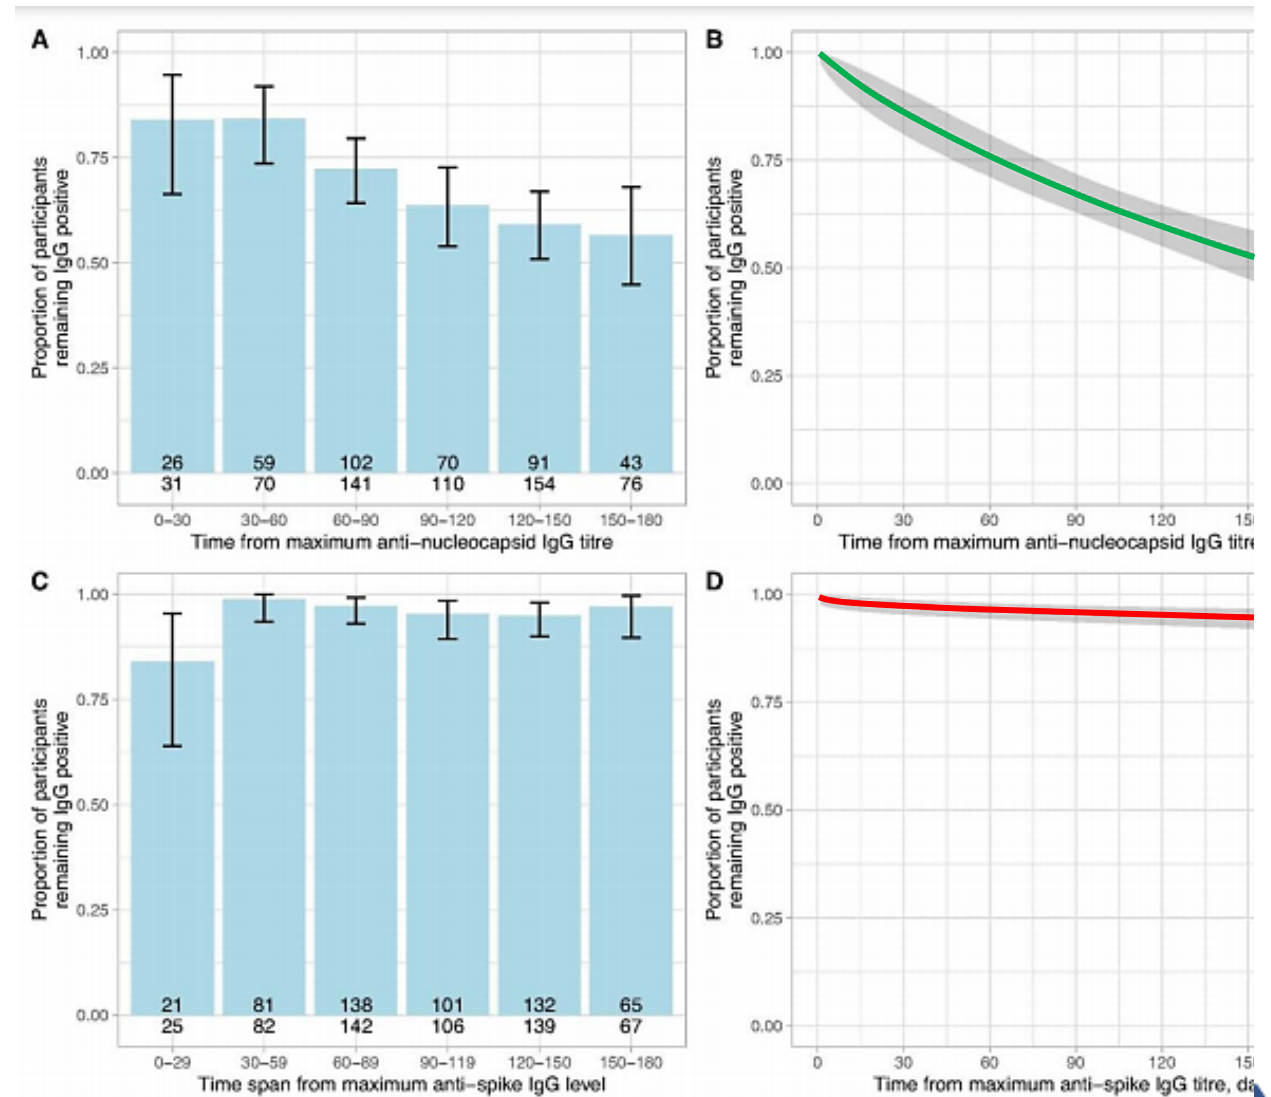 A
Proportion of participants
remaining IgG positive
1.00
0.75
0.50
0.25
0.00
26 59 102 70 91 43
31 70 141 110 154 76
0-30 30-60 60-90 90-120 120-150 150-180
Time from maximum anti-nucleocapsid IgG titre
B
Porportion of participants
remaining IgG positive
1.00
0.75
0.50
0.25
0.00
0 30 60 90 120
Time from maximum anti-nucleocapsid IgG titre
C
Proportion of participants
remaining IgG positive
1.00
0.75
0.50
0.25
0.00
21 81 138 101 132 65
25 82 142 106 139 67
0-29 30-59 60-89 90-119 120-150 150-180
Time span from maximum anti-spike IgG level
D
Porportion of participants
remaining IgG positive
1.00
0.75
0.50
0.25
0.00
0 30 60 90 120
Time from maximum anti-spike IgG titre,